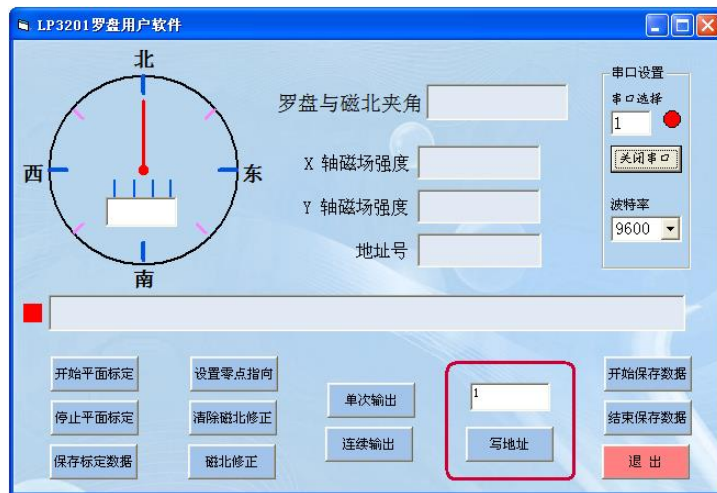 LP3201罗盘用户软件
北
西
东
南
罗盘与磁北夹角
X 轴磁场强度
Y 轴磁场强度
地址号
串口设置
串口选择
1
关闭串口
波特率
9600
开始平面标定
停止平面标定
保存标定数据
设置零点指向
清除磁北修正
磁北修正
单次输出
连续输出
1
写地址
开始保存数据
结束保存数据
退 出